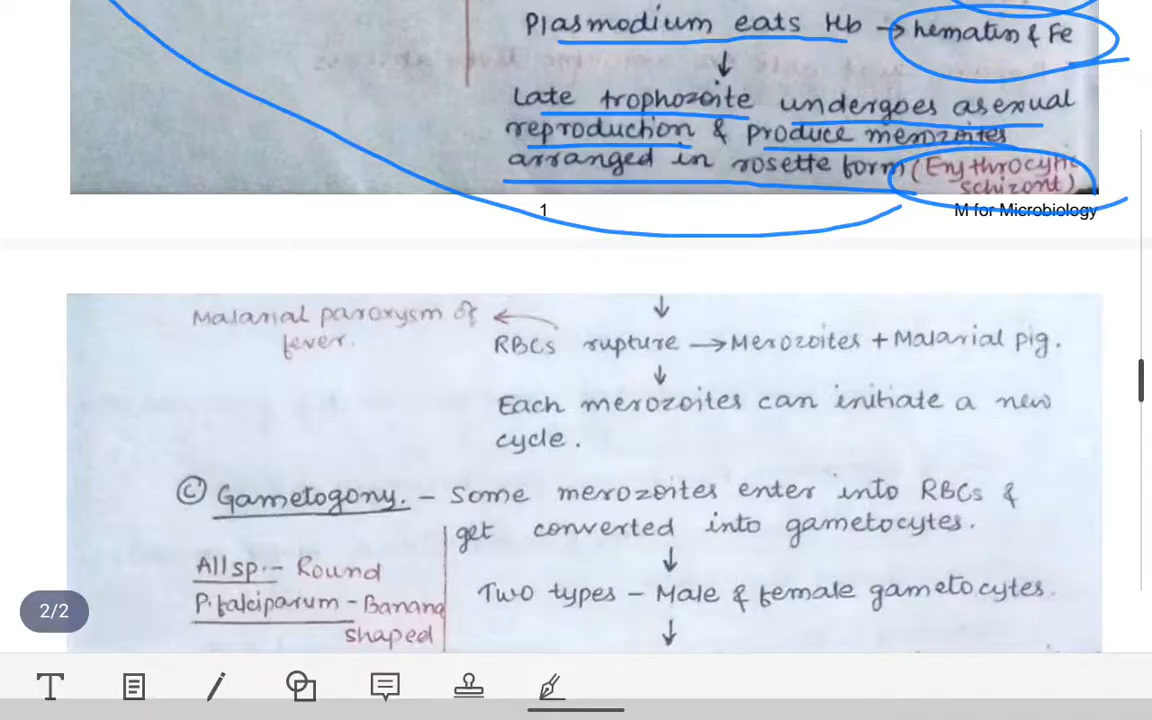 Plasmodium eats Hb → hematin & Fe
↓
Late trophozoite undergoes asexual
reproduction & produce merozoites
arranged in rosette form (Erythrocytic
schizont)
1
M for Microbiology
↓
Malarial paroxysm of
fever.
←
RBCs rupture → Merozoites + Malarial pig.
↓
Each merozoites can initiate a new
cycle.
© Gametogony. - Some merozoites enter into RBCs &
get converted into gametocytes.
↓
All sp. - Round
P. falciparum - Banana
shaped
Two types - Male & female gametocytes.
↓
2/2
T